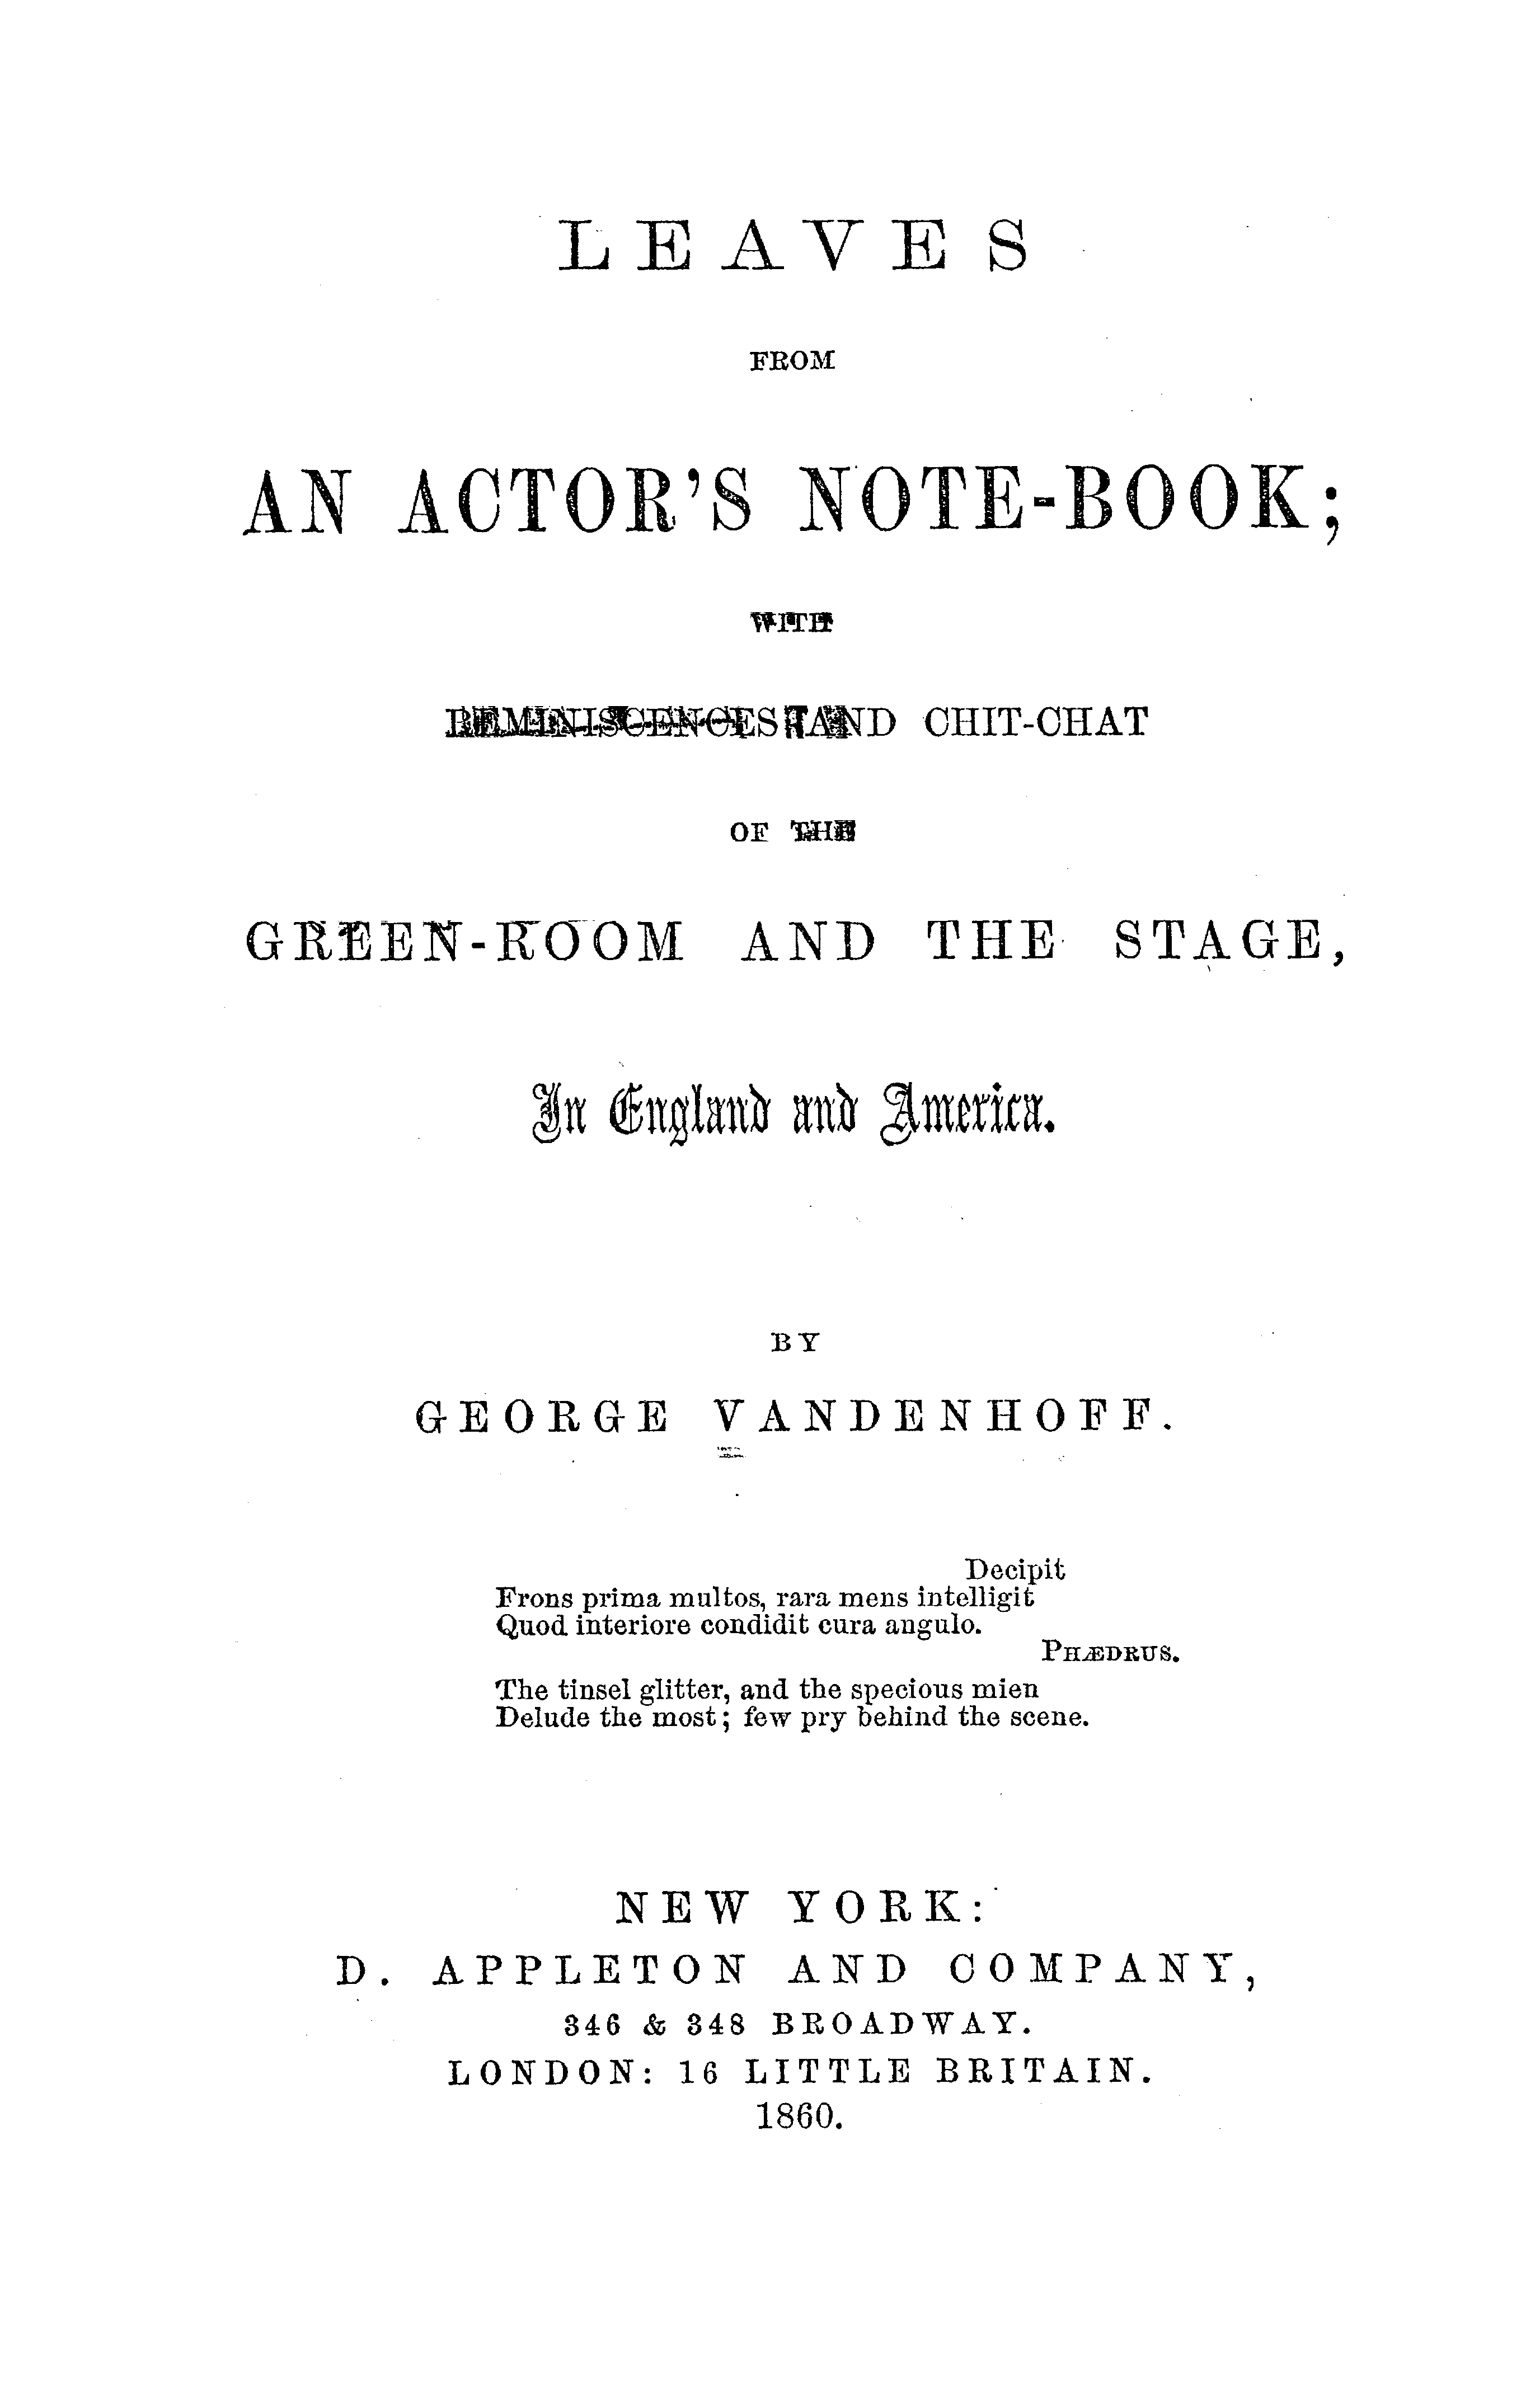 LEAVES
FROM
AN ACTOR'S NOTE-BOOK;
WITH
REMINISCENCES AND CHIT-CHAT
OF THE
GREEN-ROOM AND THE STAGE,
In England and America.
BY
GEORGE VANDENHOFF.
Decipit
Frons prima multos, rara mens intelligit
Quod interiore condidit cura angulo.
PHÆDRUS.
The tinsel glitter, and the specious mien
Delude the most; few pry behind the scene.
NEW YORK:
D. APPLETON AND COMPANY,
346 & 348 BROADWAY.
LONDON: 16 LITTLE BRITAIN.
1860.